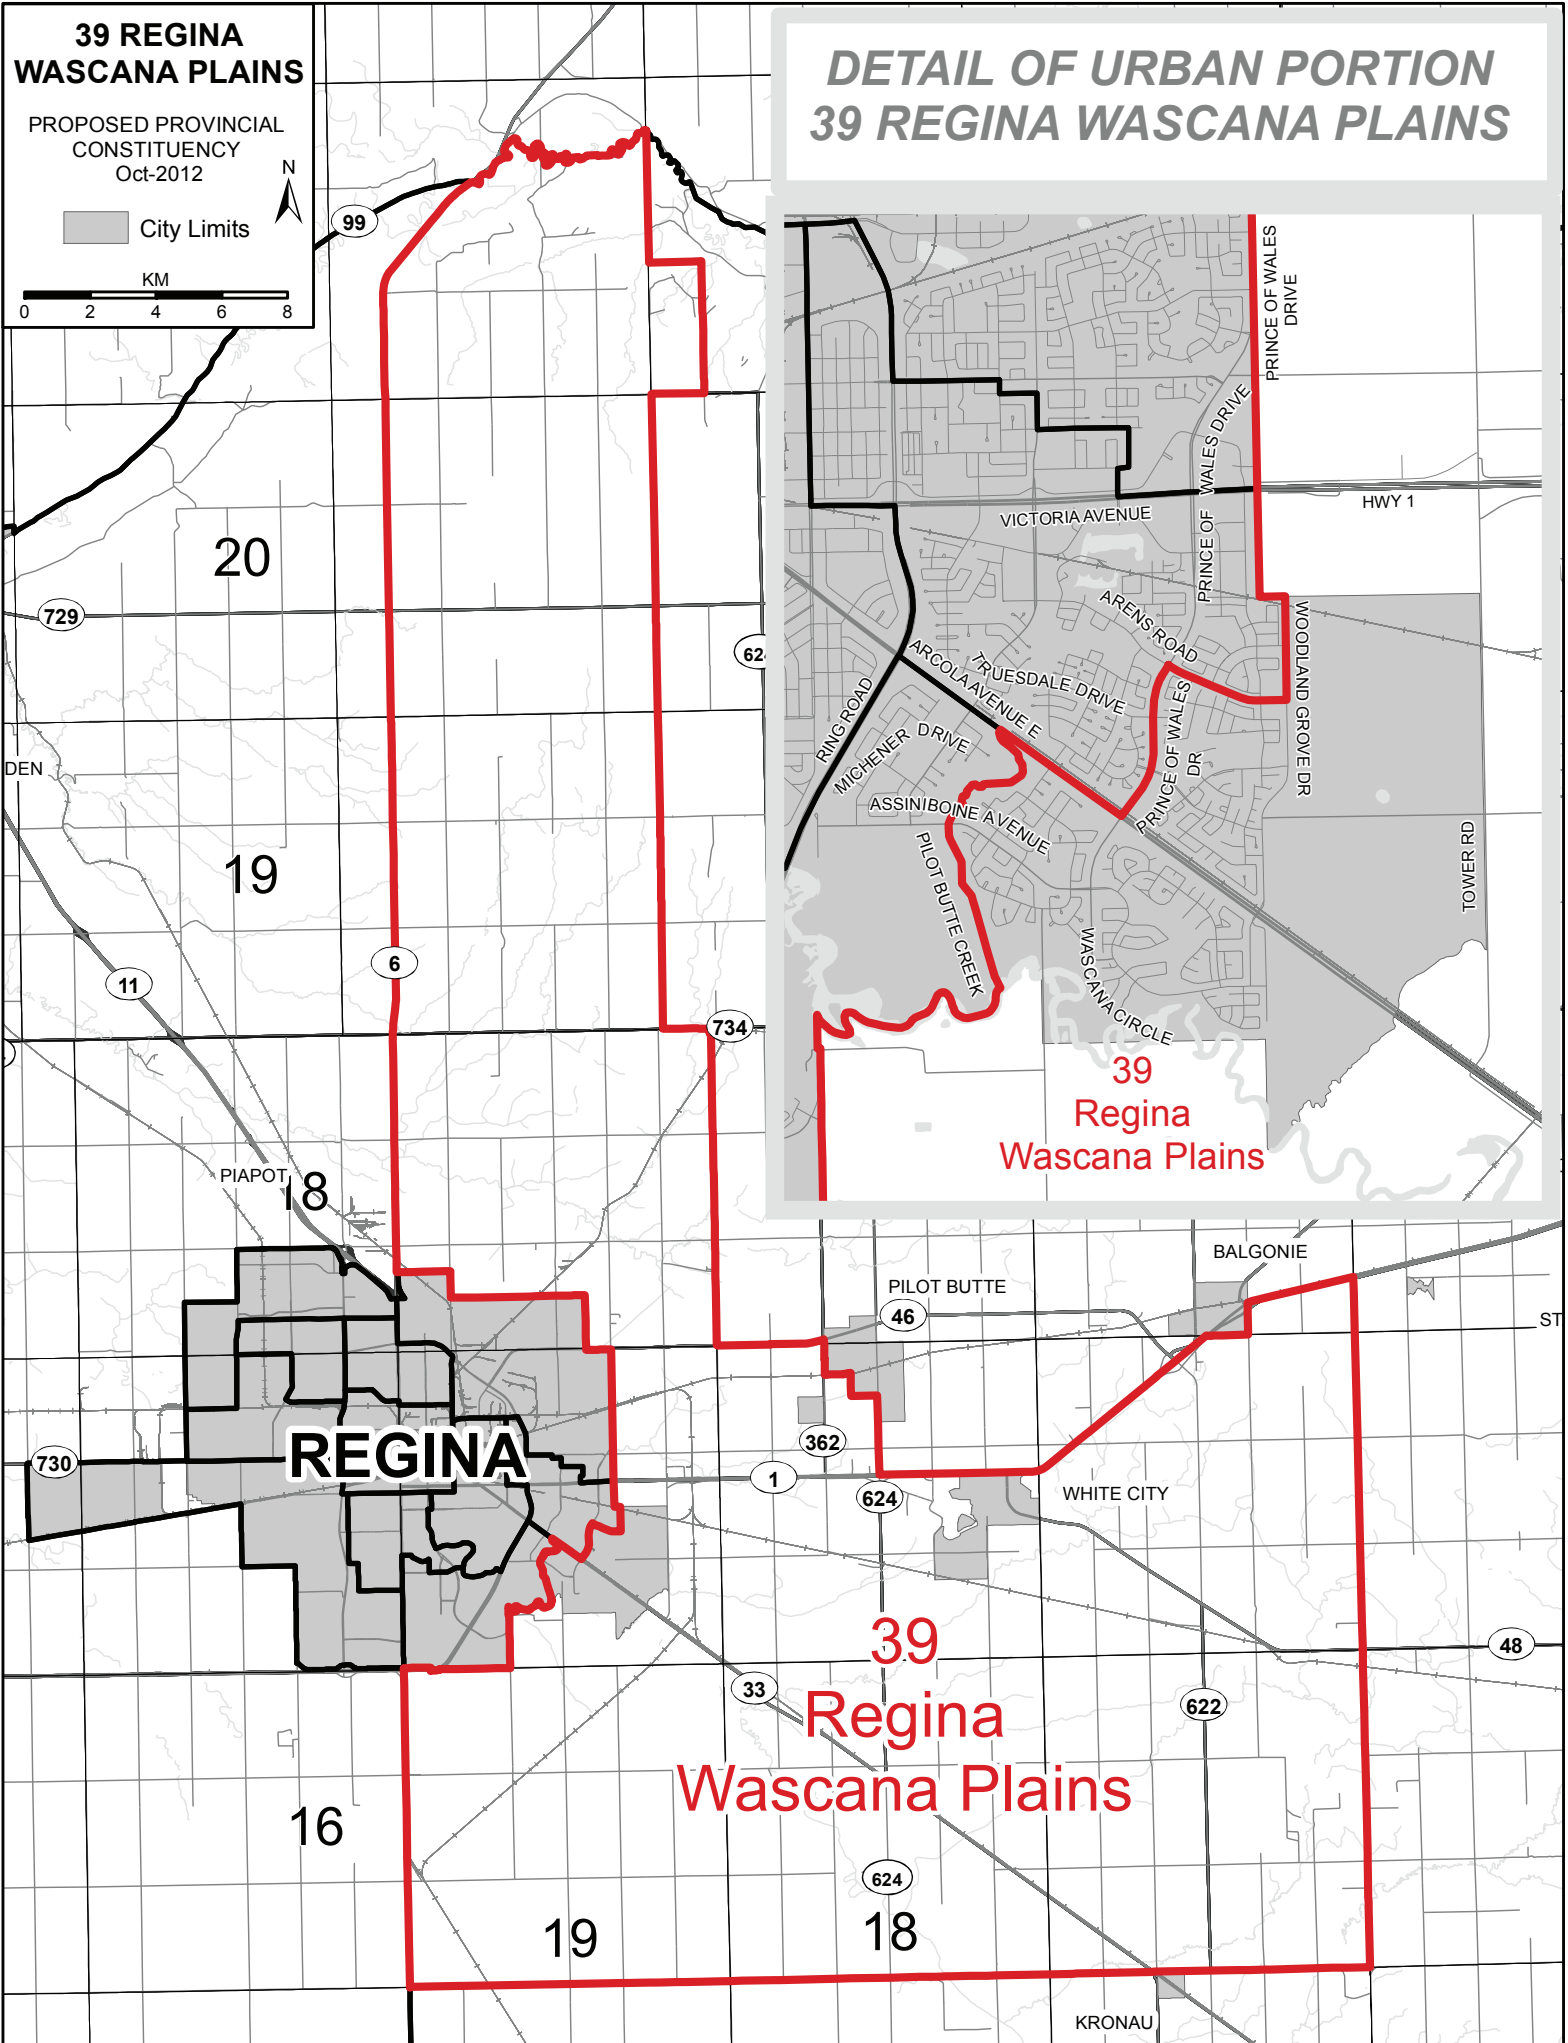 39 REGINA
WASCANA PLAINS
PROPOSED PROVINCIAL
CONSTITUENCY
Oct-2012
N
City Limits
KM
0 2 4 6 8
DETAIL OF URBAN PORTION
39 REGINA WASCANA PLAINS
PRINCE OF WALES
DRIVE
PRINCE OF WALES DRIVE
HWY 1
VICTORIA AVENUE
ARENS ROAD
WOODLAND GROVE DR
ARCOLA AVENUE E
TRUESDALE DRIVE
RING ROAD
MICHENER DRIVE
PRINCE OF WALES
DR
ASSINIBOINE AVENUE
PILOT BUTTE CREEK
TOWER RD
WASCANA CIRCLE
39
Regina
Wascana Plains
99
20
729
624
DEN
19
6
11
734
PIAPOT
18
BALGONIE
PILOT BUTTE
46
ST
REGINA
730
362
1
624
WHITE CITY
39
Regina
Wascana Plains
48
33
622
16
624
19
18
KRONAU